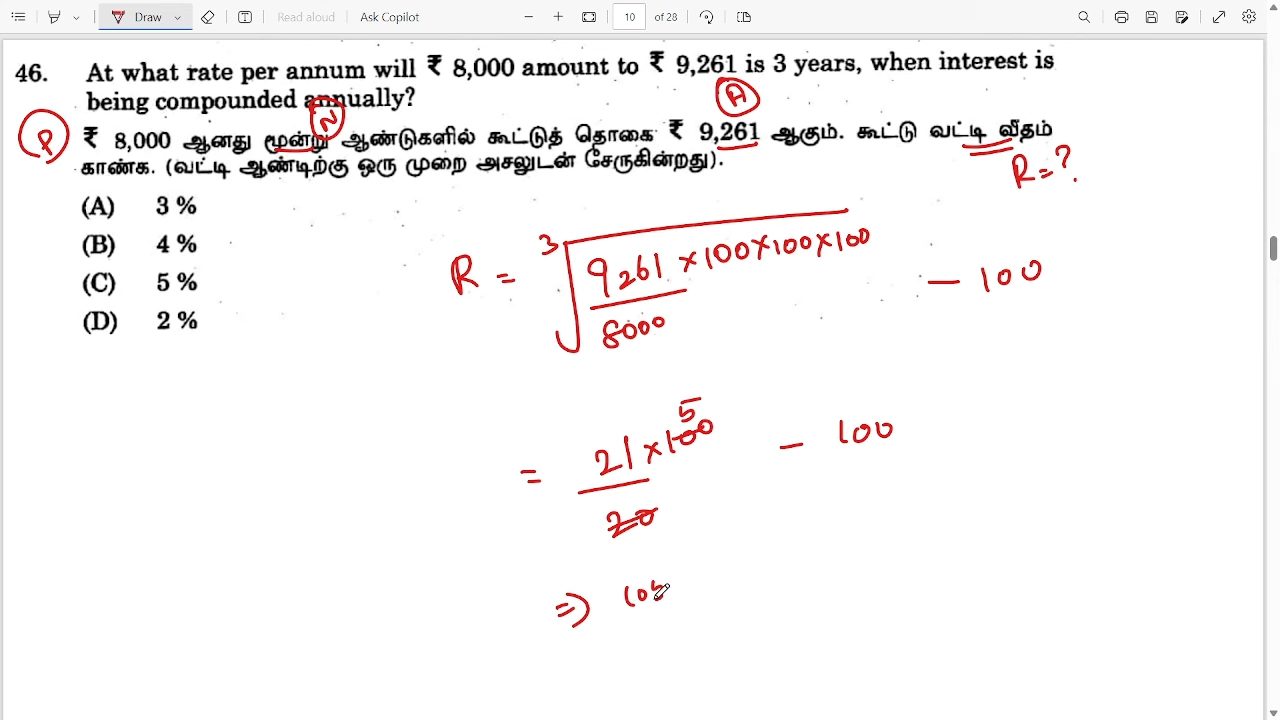 Draw
Read aloud
Ask Copilot
10
of 28
46. At what rate per annum will ₹ 8,000 amount to ₹ 9,261 is 3 years, when interest is
being compounded annually?
N
A
P
₹ 8,000 ஆனது மூன்று ஆண்டுகளில் கூட்டுத் தொகை ₹ 9,261 ஆகும். கூட்டு வட்டி வீதம்
காண்க. (வட்டி ஆண்டிற்கு ஒரு முறை அசலுடன் சேருகின்றது).
R = ?
(A) 3 %
(B) 4 %
(C) 5 %
(D) 2 %
3
R = √ 9261 × 100 × 100 × 100 – 100
8000
5
= 21 × 100 – 100
20
⇒ 105